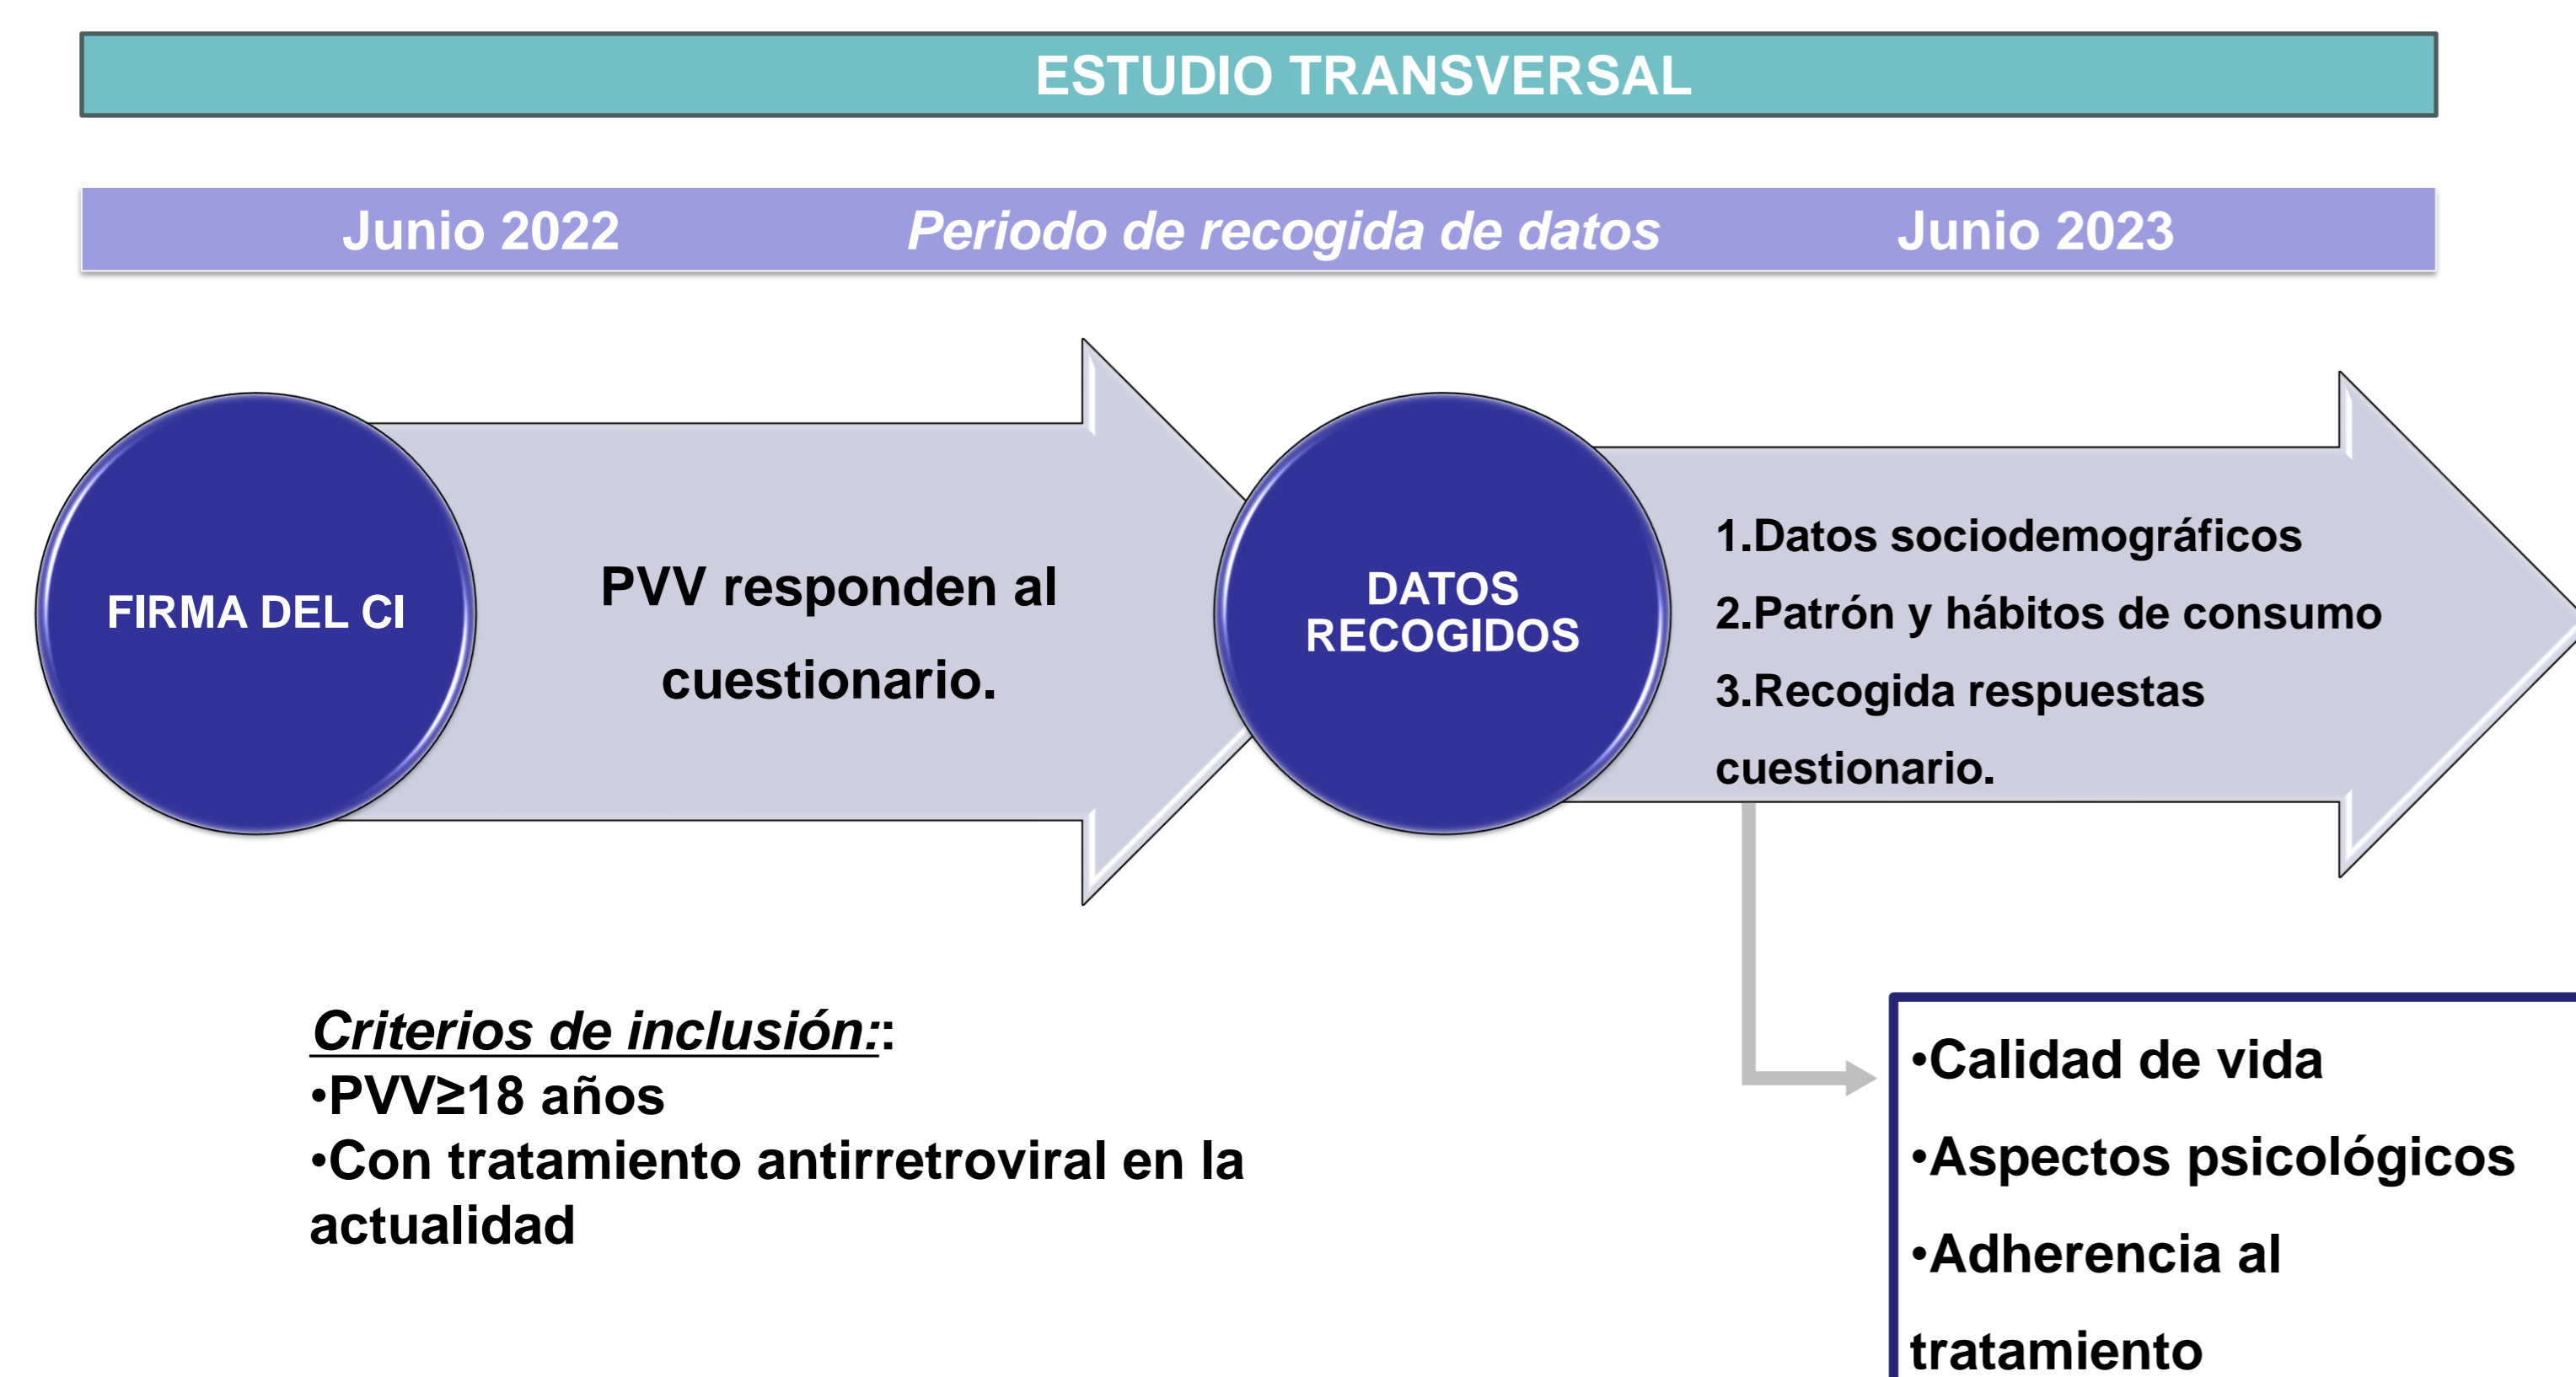 ESTUDIO TRANSVERSAL
Junio 2022 Periodo de recogida de datos Junio 2023
FIRMA DEL CI
PVV responden al
cuestionario.
DATOS
RECOGIDOS
1.Datos sociodemográficos
2.Patrón y hábitos de consumo
3.Recogida respuestas
cuestionario.
Criterios de inclusión::
•PVV≥18 años
•Con tratamiento antirretroviral en la
actualidad
•Calidad de vida
•Aspectos psicológicos
•Adherencia al
tratamiento